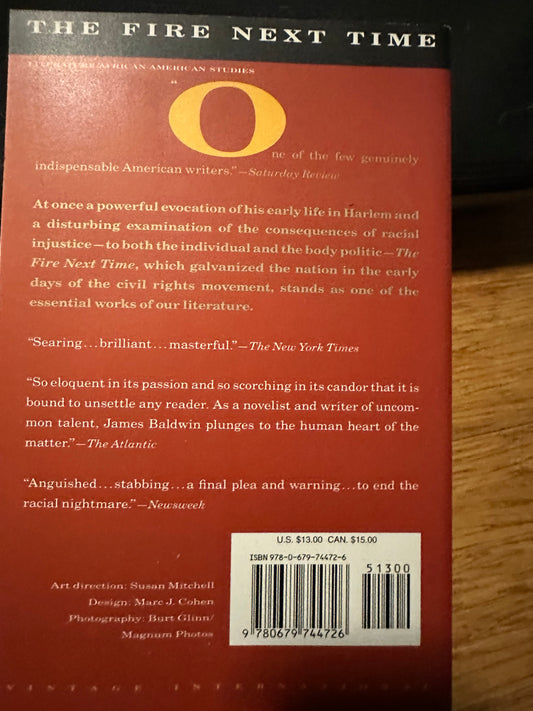 THE FIRE NEXT TIME
LITERATURE/AFRICAN AMERICAN STUDIES
“One of the few genuinely
indispensable American writers.”—Saturday Review
At once a powerful evocation of his early life in Harlem and
a disturbing examination of the consequences of racial
injustice—to both the individual and the body politic—The
Fire Next Time, which galvanized the nation in the early
days of the civil rights movement, stands as one of the
essential works of our literature.
“Searing...brilliant...masterful.”—The New York Times
“So eloquent in its passion and so scorching in its candor that it is
bound to unsettle any reader. As a novelist and writer of uncom-
mon talent, James Baldwin plunges to the human heart of the
matter.”—The Atlantic
“Anguished...stabbing...a final plea and warning...to end the
racial nightmare.”—Newsweek
U.S. $13.00 CAN. $15.00
ISBN 978-0-679-74472-6
51300
9 780679 744726
Art direction: Susan Mitchell
Design: Marc J. Cohen
Photography: Burt Glinn/
Magnum Photos
VINTAGE INTERNATIONAL